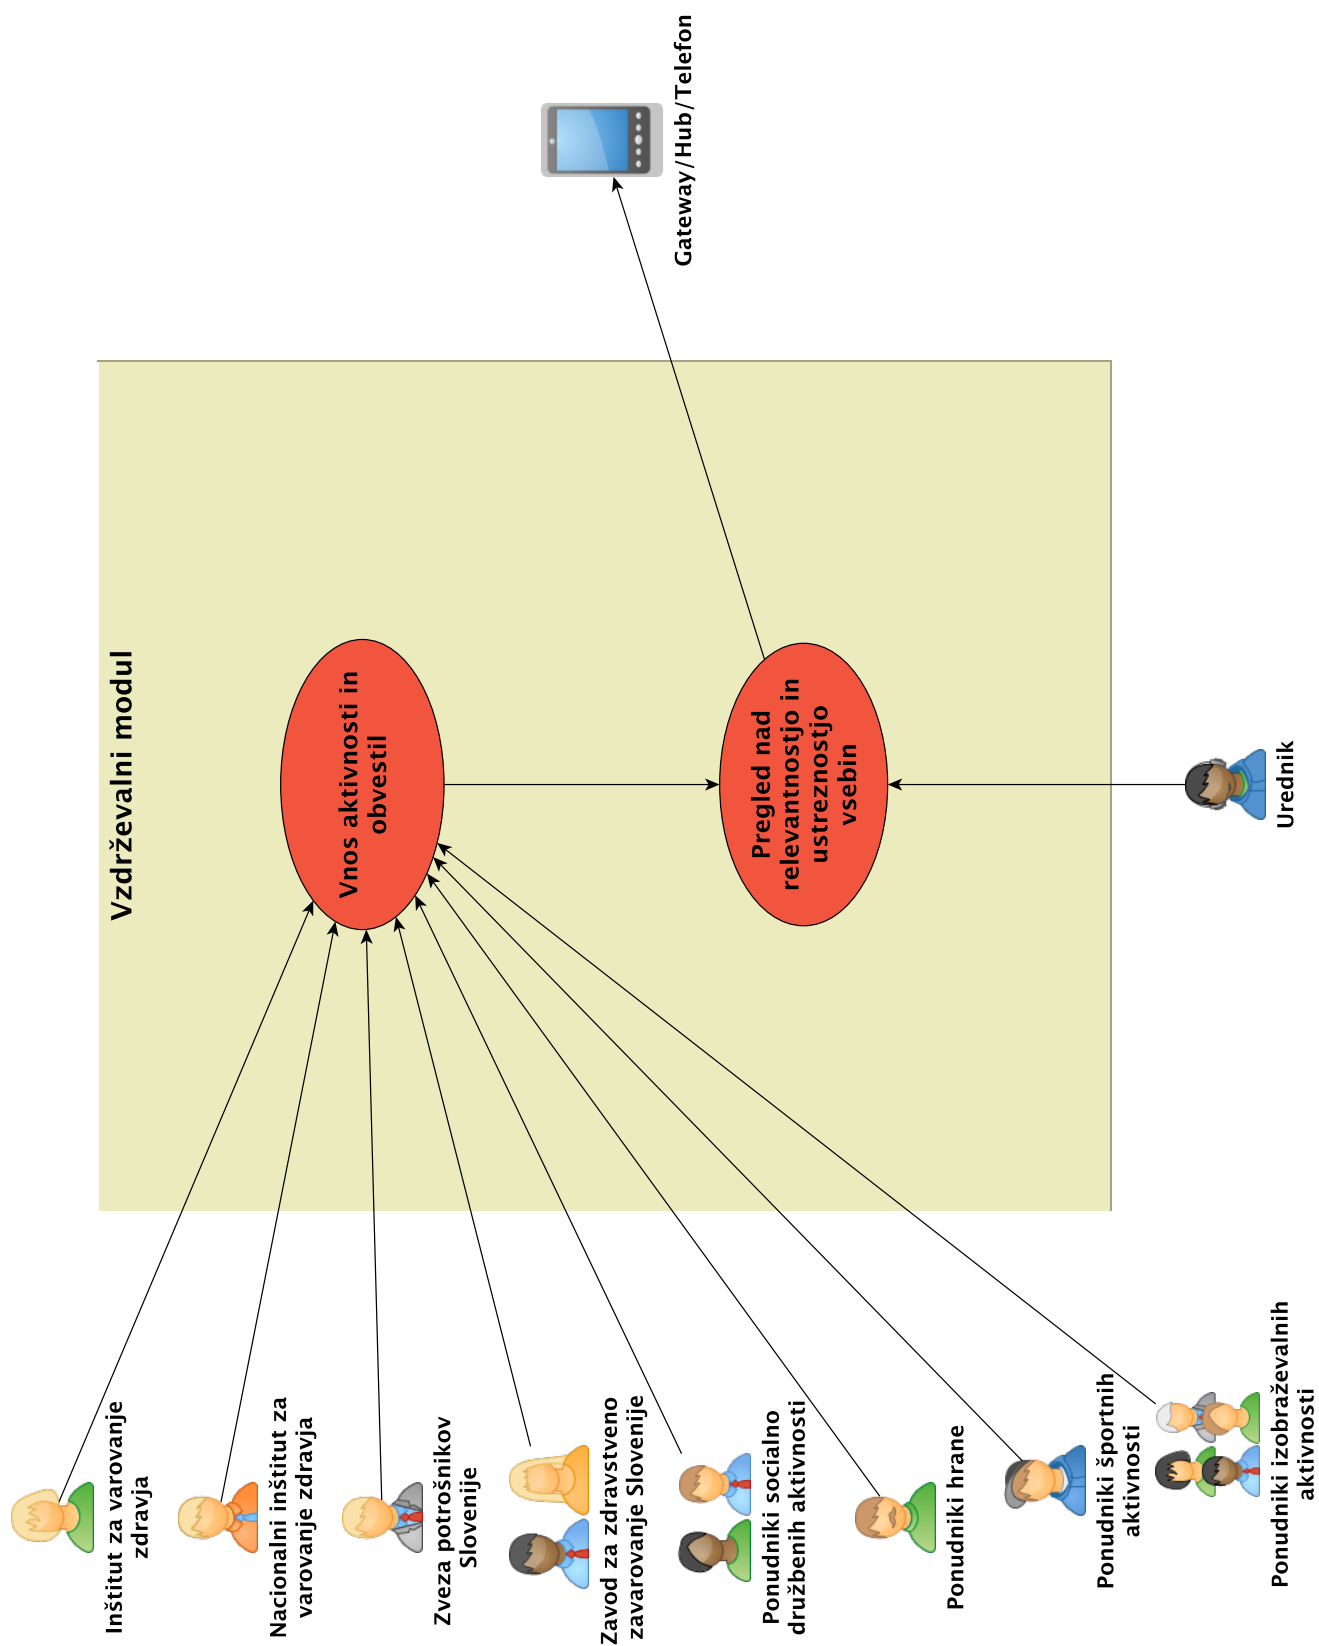 Vzdrževalni modul
Inštitut za varovanje
zdravja
Nacionalni inštitut za
varovanje zdravja
Zveza potrošnikov
Slovenije
Zavod za zdravstveno
zavarovanje Slovenije
Ponudniki socialno
družbenih aktivnosti
Ponudniki hrane
Ponudniki športnih
aktivnosti
Ponudniki izobraževalnih
aktivnosti
Vnos aktivnosti in
obvestil
Pregled nad
relevantnostjo in
ustreznostjo
vsebin
Urednik
Gateway/Hub/Telefon